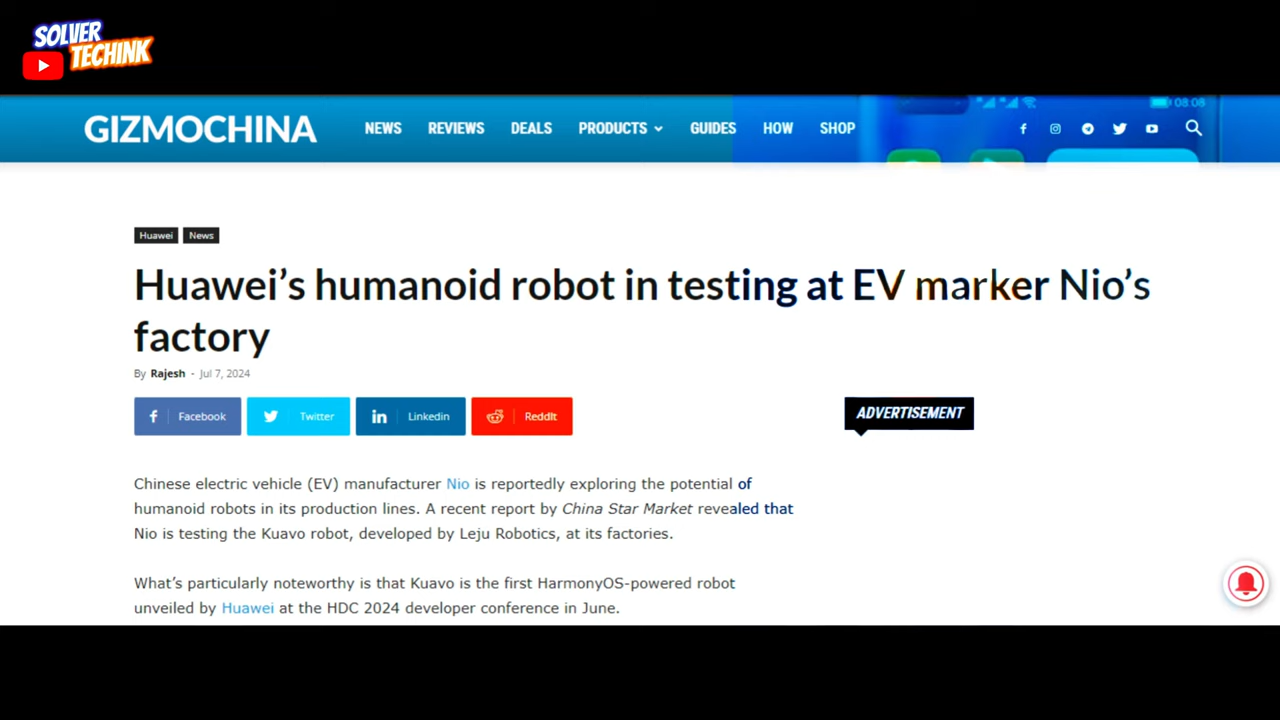 SOLVER
TECHINK
08:08
GIZMOCHINA
NEWS REVIEWS DEALS PRODUCTS GUIDES HOW SHOP
Huawei News
Huawei’s humanoid robot in testing at EV marker Nio’s
factory
By Rajesh - Jul 7, 2024
Facebook Twitter Linkedin ReddIt
ADVERTISEMENT
Chinese electric vehicle (EV) manufacturer Nio is reportedly exploring the potential of
humanoid robots in its production lines. A recent report by China Star Market revealed that
Nio is testing the Kuavo robot, developed by Leju Robotics, at its factories.
What’s particularly noteworthy is that Kuavo is the first HarmonyOS-powered robot
unveiled by Huawei at the HDC 2024 developer conference in June.